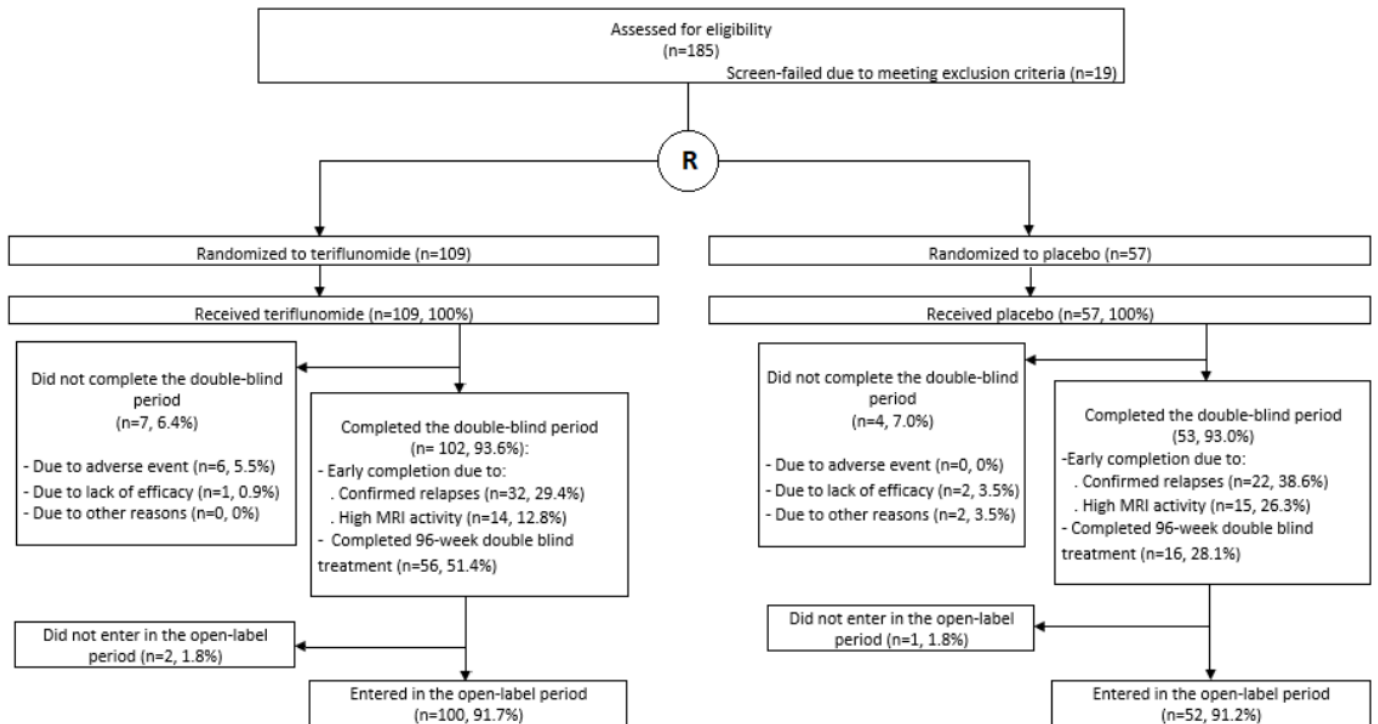 Assessed for eligibility
(n=185)
Screen-failed due to meeting exclusion criteria (n=19)
R
Randomized to teriflunomide (n=109)
Received teriflunomide (n=109, 100%)
Did not complete the double-blind
period
(n=7, 6.4%)
- Due to adverse event (n=6, 5.5%)
- Due to lack of efficacy (n=1, 0.9%)
- Due to other reasons (n=0, 0%)
Completed the double-blind period
(n= 102, 93.6%):
- Early completion due to:
. Confirmed relapses (n=32, 29.4%)
. High MRI activity (n=14, 12.8%)
- Completed 96-week double blind
treatment (n=56, 51.4%)
Did not enter in the open-label
period (n=2, 1.8%)
Entered in the open-label period
(n=100, 91.7%)
Randomized to placebo (n=57)
Received placebo (n=57, 100%)
Did not complete the double-blind
period
(n=4, 7.0%)
- Due to adverse event (n=0, 0%)
- Due to lack of efficacy (n=2, 3.5%)
- Due to other reasons (n=2, 3.5%)
Completed the double-blind period
(53, 93.0%)
-Early completion due to:
. Confirmed relapses (n=22, 38.6%)
. High MRI activity (n=15, 26.3%)
- Completed 96-week double blind
treatment (n=16, 28.1%)
Did not enter in the open-label
period (n=1, 1.8%)
Entered in the open-label period
(n=52, 91.2%)